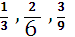 1/3 , 2/6 , 3/9